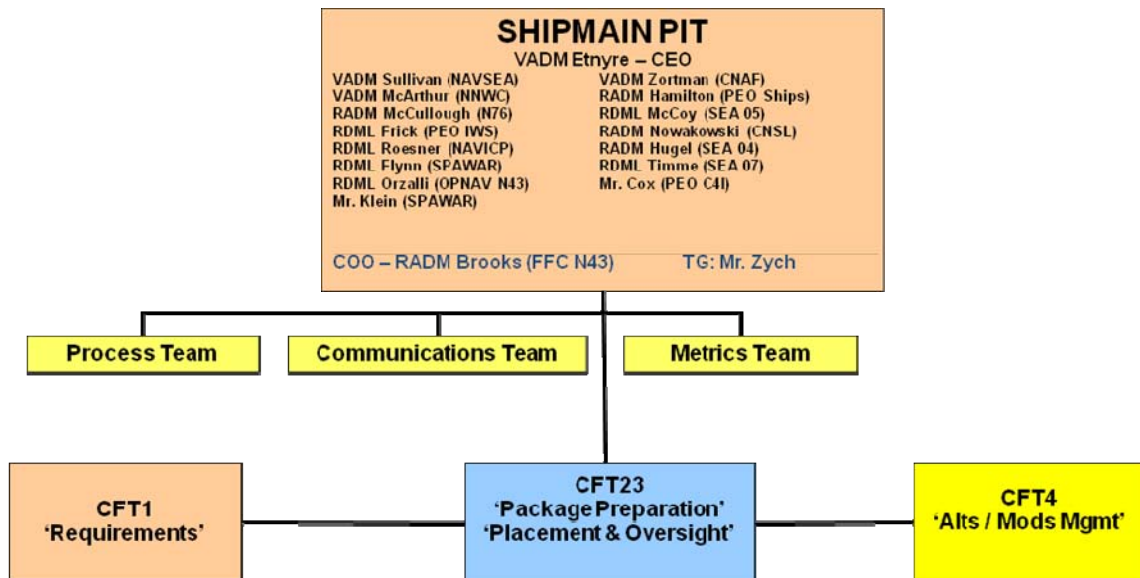 SHIPMAIN PIT
VADM Etnyre – CEO
VADM Sullivan (NAVSEA)
VADM McArthur (NNWC)
RADM McCullough (N76)
RDML Frick (PEO IWS)
RDML Roesner (NAVICP)
RDML Flynn (SPAWAR)
RDML Orzalli (OPNAV N43)
Mr. Klein (SPAWAR)
VADM Zortman (CNAF)
RADM Hamilton (PEO Ships)
RDML McCoy (SEA 05)
RADM Nowakowski (CNSL)
RADM Hugel (SEA 04)
RDML Timme (SEA 07)
Mr. Cox (PEO C4I)
COO – RADM Brooks (FFC N43)
TG: Mr. Zych
Process Team
Communications Team
Metrics Team
CFT1
‘Requirements’
CFT23
‘Package Preparation’
‘Placement & Oversight’
CFT4
‘Alts / Mods Mgmt’